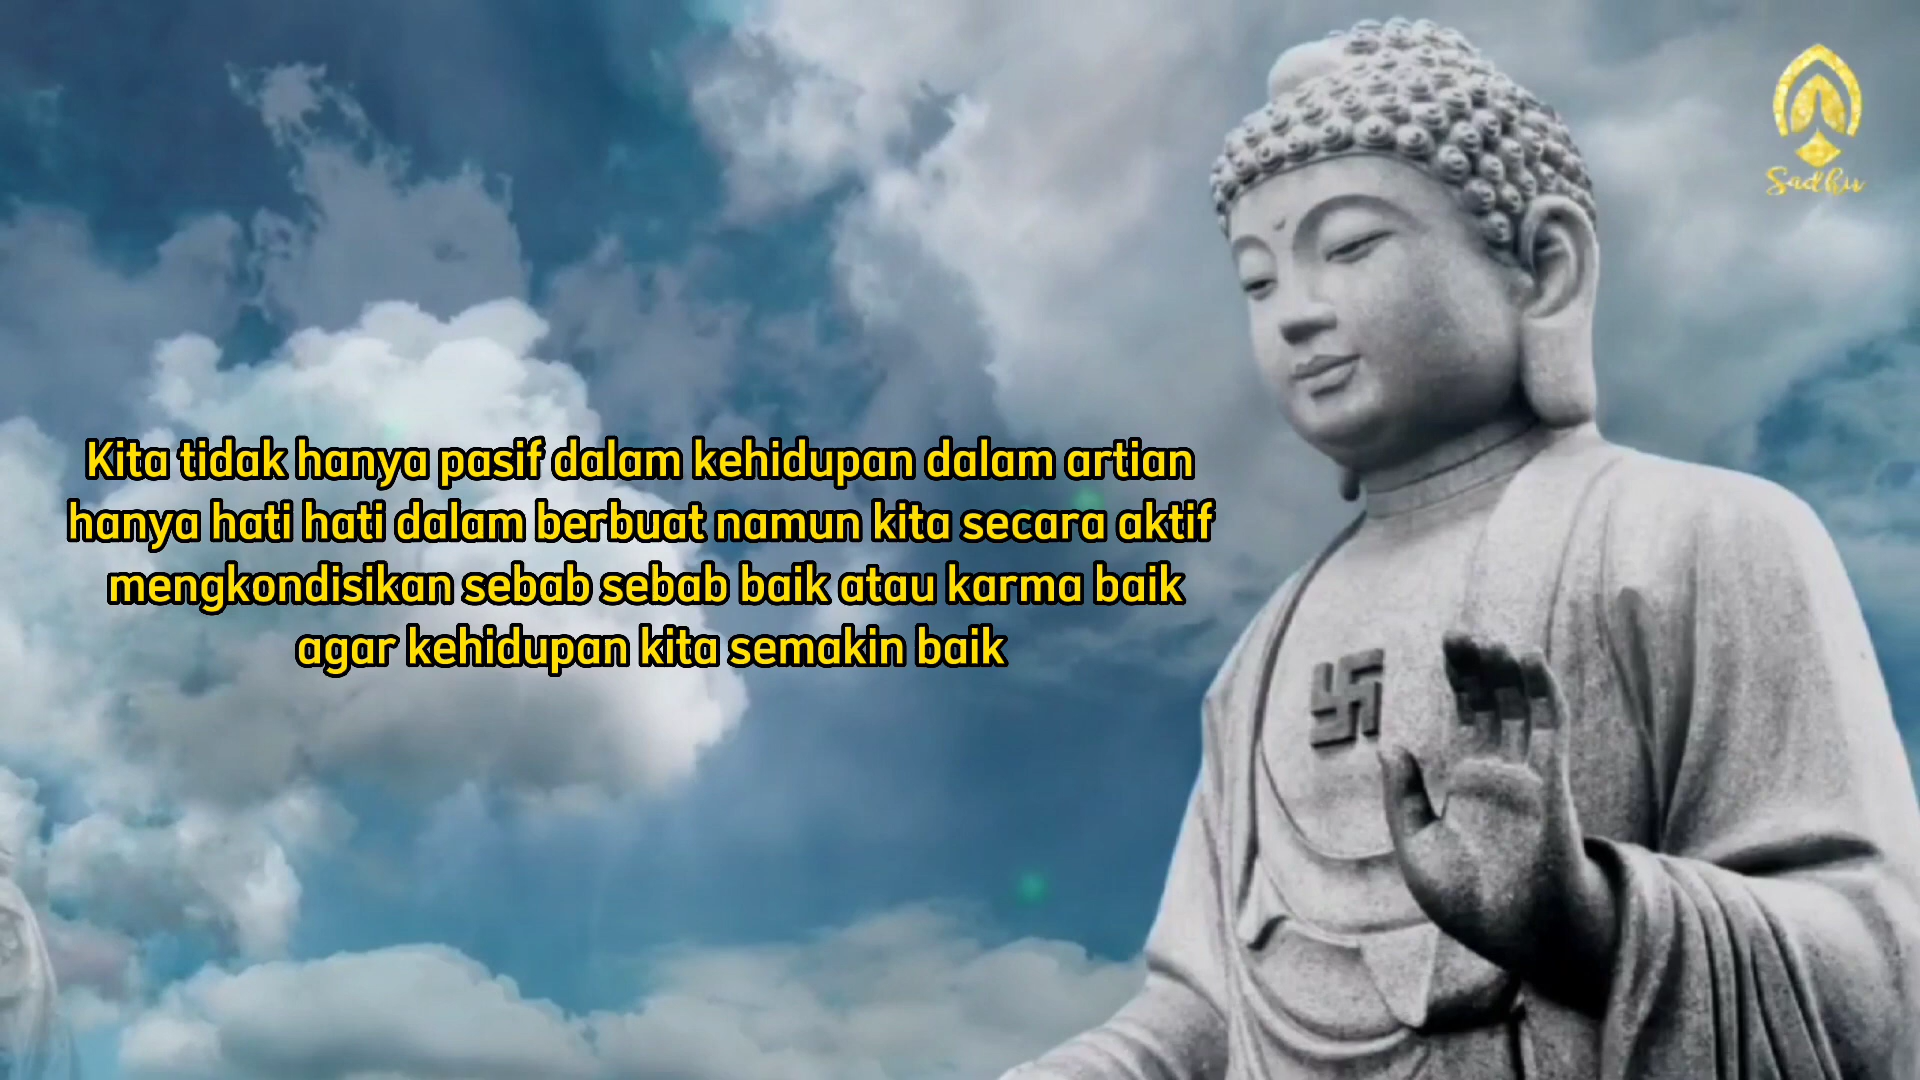 Sadhu
Kita tidak hanya pasif dalam kehidupan dalam artian
hanya hati hati dalam berbuat namun kita secara aktif
mengkondisikan sebab sebab baik atau karma baik
agar kehidupan kita semakin baik